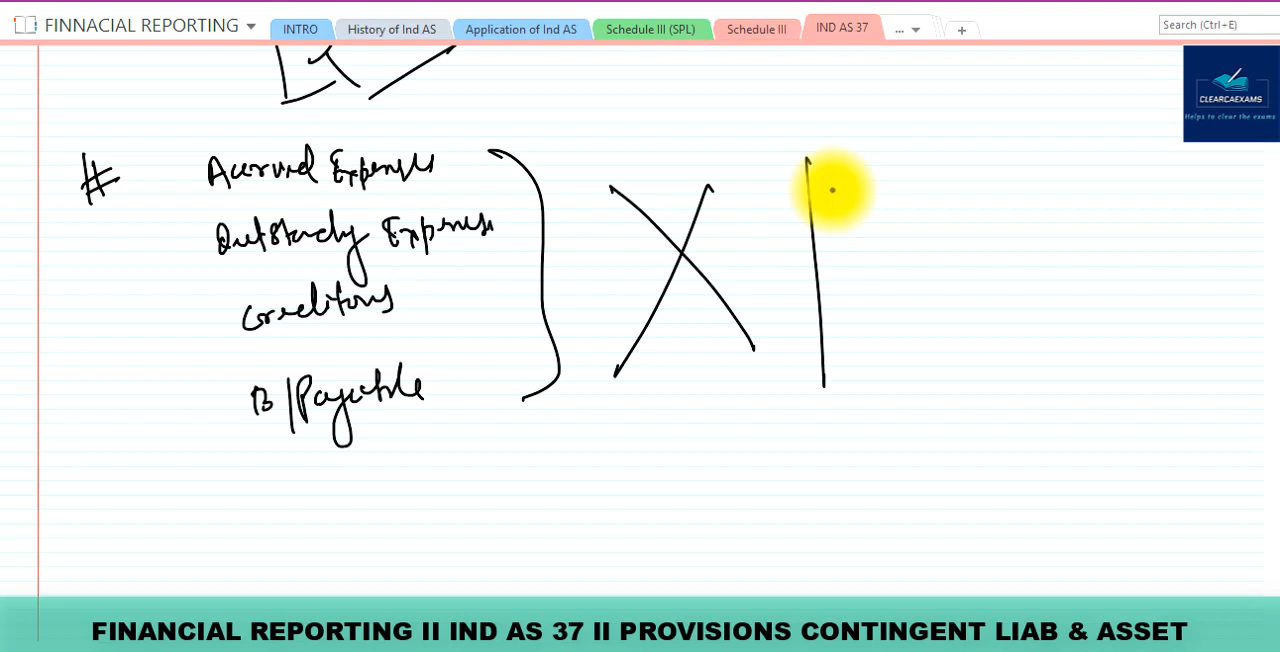 FINNACIAL REPORTING
INTRO
History of Ind AS
Application of Ind AS
Schedule III (SPL)
Schedule III
IND AS 37
...
+
Search (Ctrl+E)
CLEARCAEXAMS
Helps to clear the exams
# Accrued Expenses
Outstandy Expenses
Creditors
B/Payable
FINANCIAL REPORTING II IND AS 37 II PROVISIONS CONTINGENT LIAB & ASSET